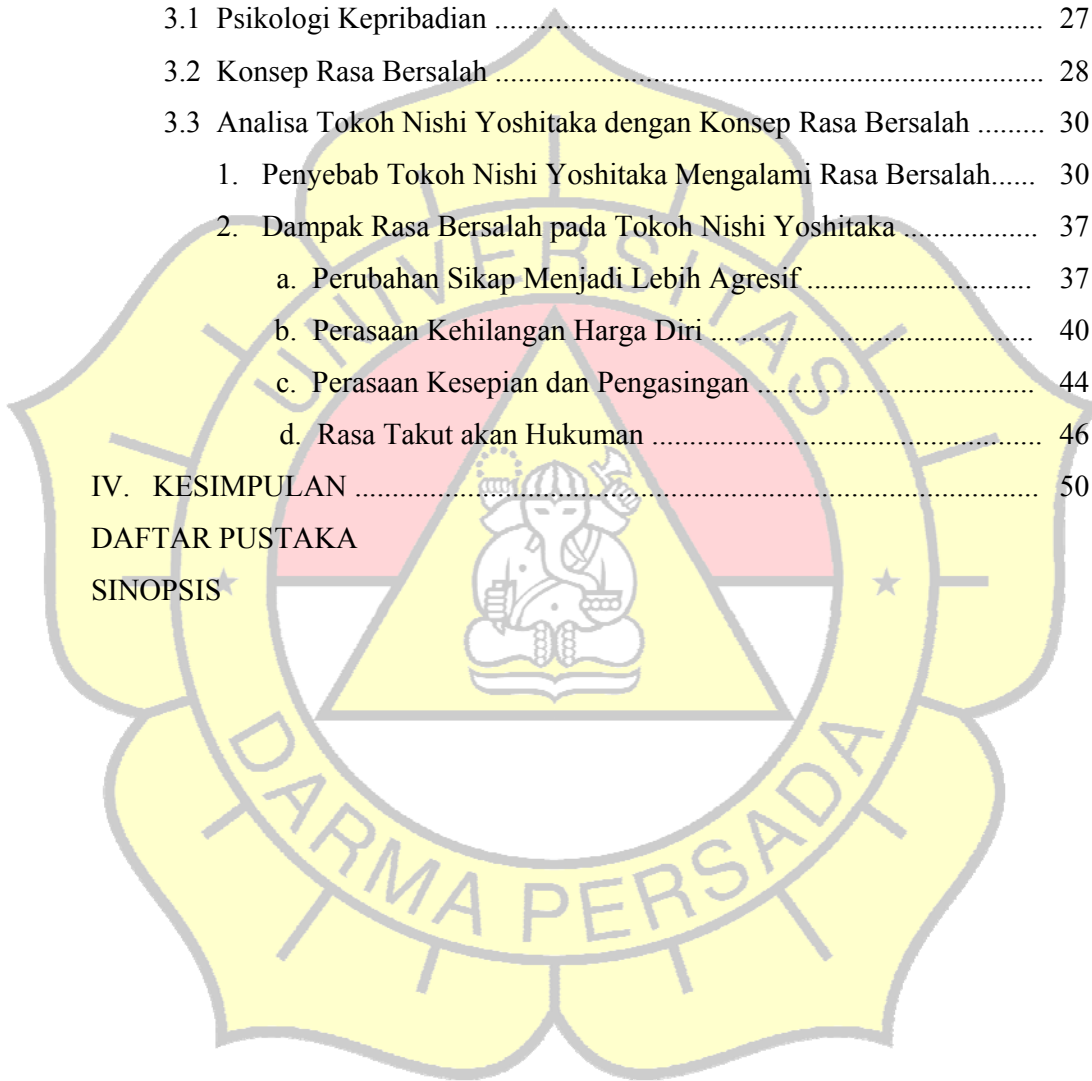 3.1 Psikologi Kepribadian ............................................................................ 27
3.2 Konsep Rasa Bersalah ............................................................................ 28
3.3 Analisa Tokoh Nishi Yoshitaka dengan Konsep Rasa Bersalah ......... 30
1. Penyebab Tokoh Nishi Yoshitaka Mengalami Rasa Bersalah...... 30
2. Dampak Rasa Bersalah pada Tokoh Nishi Yoshitaka ................. 37
a. Perubahan Sikap Menjadi Lebih Agresif ............................... 37
b. Perasaan Kehilangan Harga Diri ............................................ 40
c. Perasaan Kesepian dan Pengasingan ...................................... 44
d. Rasa Takut akan Hukuman ...................................................... 46
IV. KESIMPULAN ............................................................................................... 50
DAFTAR PUSTAKA
SINOPSIS
UNIVERSITAS
DARMA PERSADA